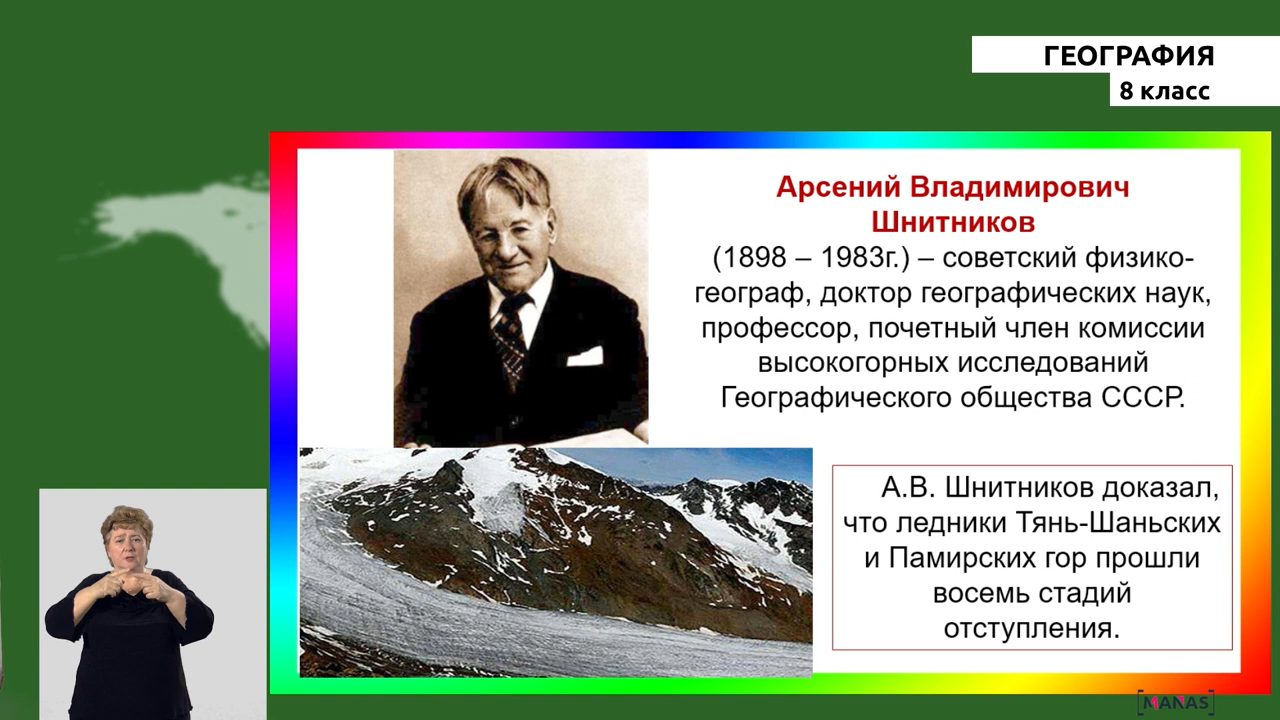 ГЕОГРАФИЯ
8 класс
Арсений Владимирович
Шнитников
(1898 – 1983г.) – советский физико-
географ, доктор географических наук,
профессор, почетный член комиссии
высокогорных исследований
Географического общества СССР.
А.В. Шнитников доказал,
что ледники Тянь-Шаньских
и Памирских гор прошли
восемь стадий
отступления.
[MANAS]